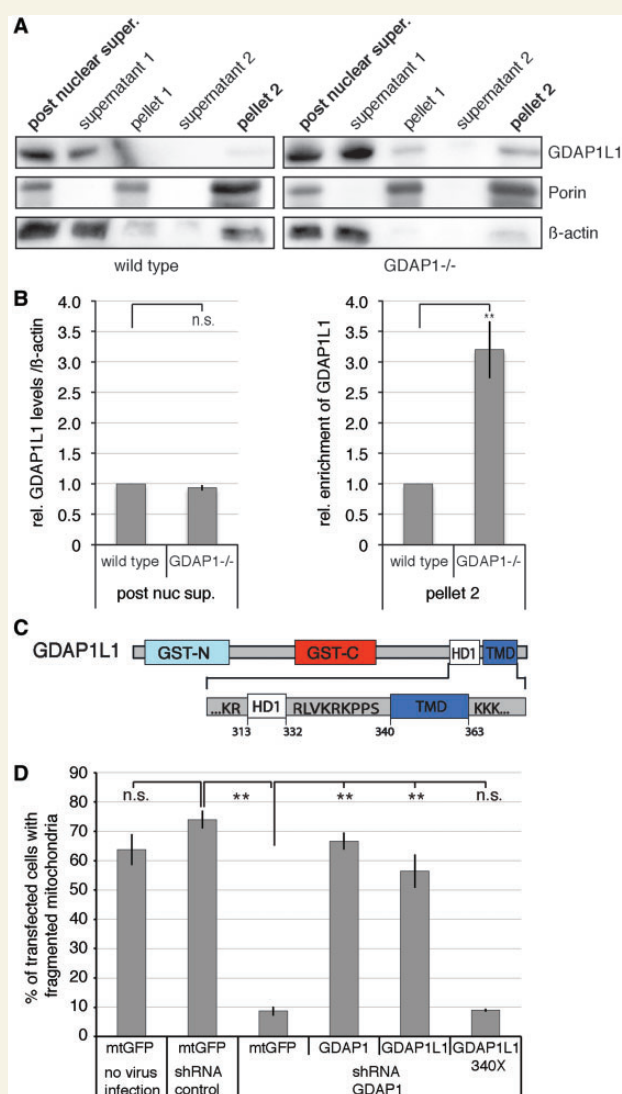 A
post nuclear super.
supernatant 1
pellet 1
supernatant 2
pellet 2
post nuclear super.
supernatant 1
pellet 1
supernatant 2
pellet 2
GDAP1L1
Porin
ß-actin
wild type
GDAP1-/-
B
rel. GDAP1L1 levels /ß-actin
4.0
3.5
3.0
2.5
2.0
1.5
1.0
0.5
0
n.s.
wild type
GDAP1-/-
post nuc sup.
rel. enrichment of GDAP1L1
4.0
3.5
3.0
2.5
2.0
1.5
1.0
0.5
0
**
wild type
GDAP1-/-
pellet 2
C
GDAP1L1
GST-N
GST-C
HD1
TMD
...KR HD1 RLVKRKPPS TMD KKK...
313 332 340 363
D
% of transfected cells with
fragmented mitochondria
90
80
70
60
50
40
30
20
10
0
n.s. ** ** ** n.s.
mtGFP mtGFP mtGFP GDAP1 GDAP1L1 GDAP1L1
340X
no virus
infection
shRNA
control
shRNA
GDAP1